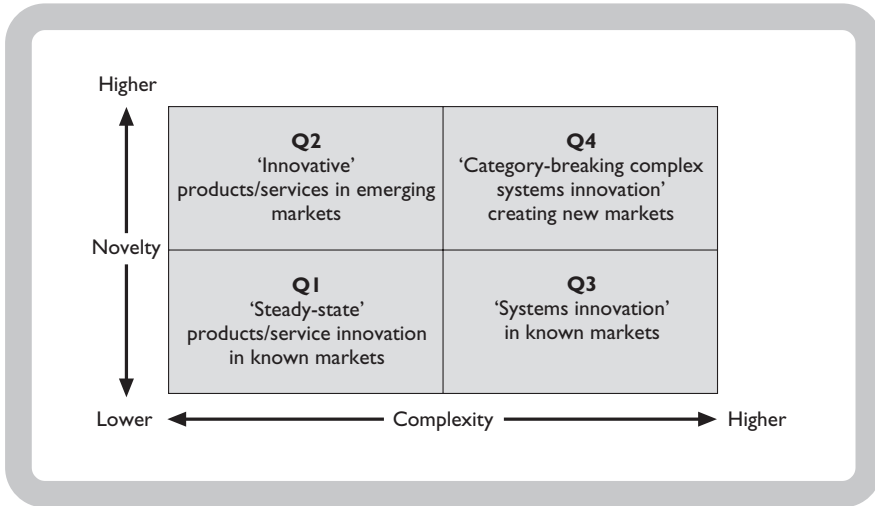 Higher
Q2
‘Innovative’
products/services in emerging
markets
Q4
‘Category-breaking complex
systems innovation’
creating new markets
Novelty
Q1
‘Steady-state’
products/service innovation
in known markets
Q3
‘Systems innovation’
in known markets
Lower
Complexity
Higher